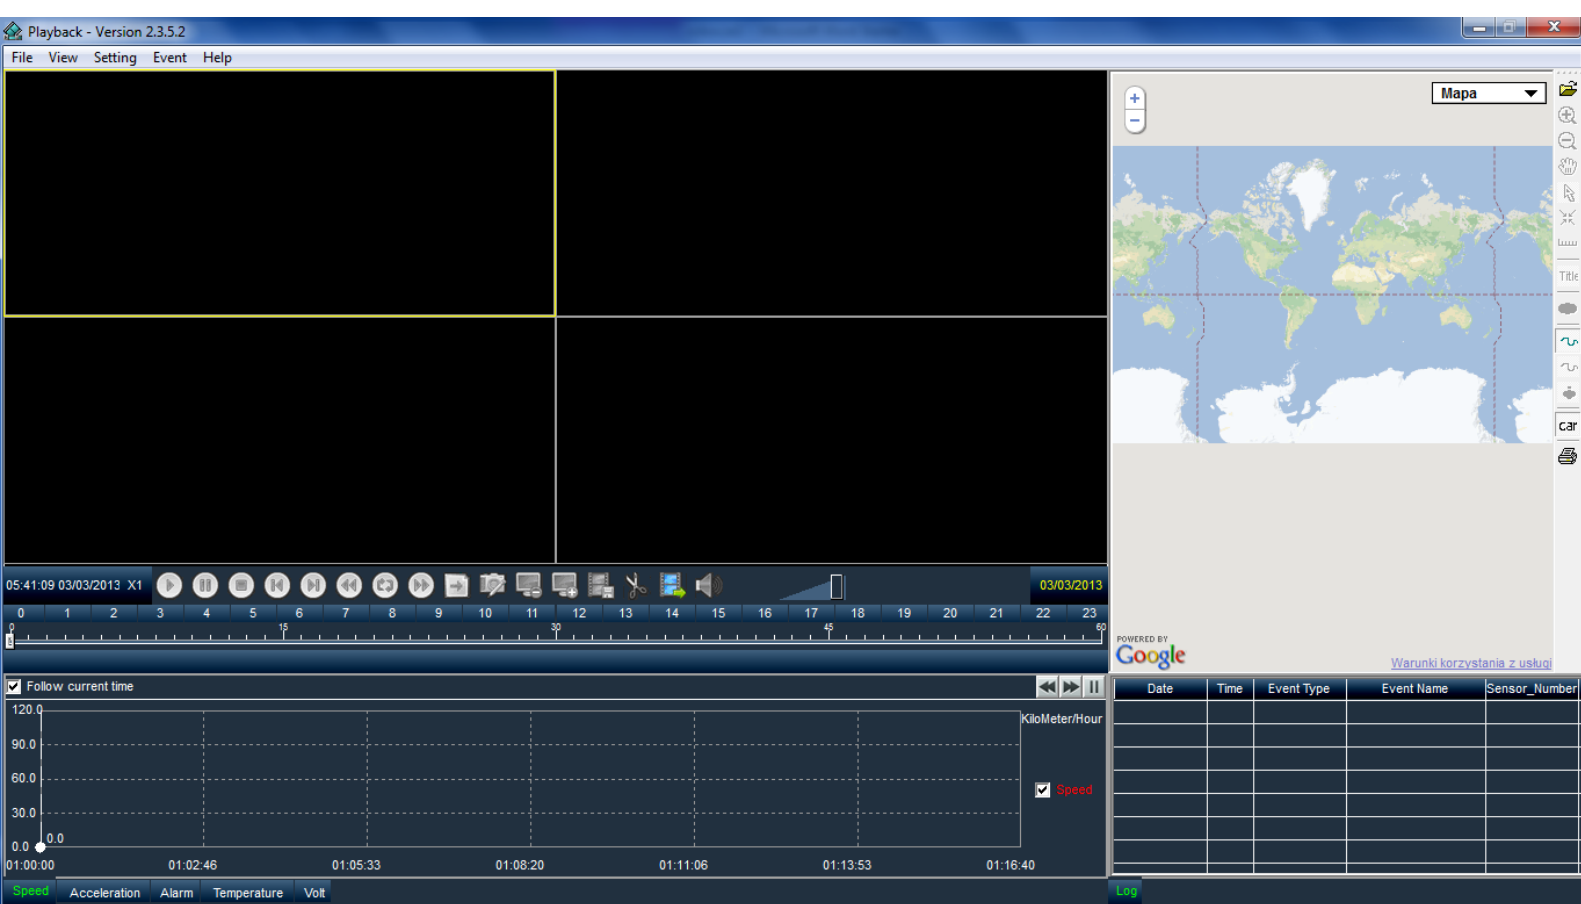 Playback - Version 2.3.5.2
File View Setting Event Help
Mapa
Title
car
POWERED BY
Google
Warunki korzystania z usługi
05:41:09 03/03/2013 X1
03/03/2013
0 1 2 3 4 5 6 7 8 9 10 11 12 13 14 15 16 17 18 19 20 21 22 23
0 15 30 45 60
Follow current time
KiloMeter/Hour
120.0
90.0
60.0
30.0
0.0
0.0
Speed
01:00:00 01:02:46 01:05:33 01:08:20 01:11:06 01:13:53 01:16:40
Speed Acceleration Alarm Temperature Volt
Date Time Event Type Event Name Sensor_Number
Log